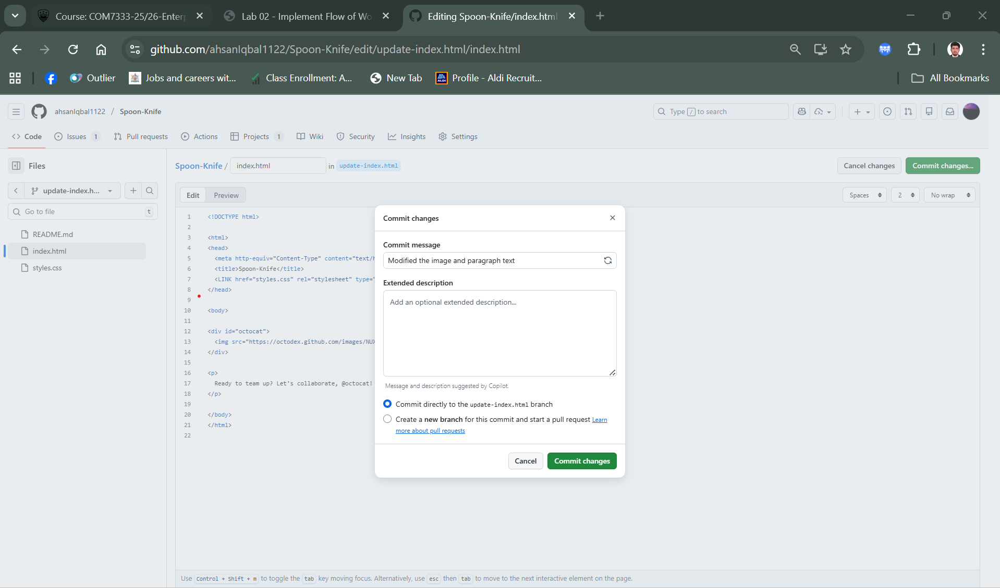 Course: COM7333-25/26-Enterp
Lab 02 - Implement Flow of Wo
Editing Spoon-Knife/index.html
github.com/ahsanIqbal1122/Spoon-Knife/edit/update-index.html/index.html
Outlier
Jobs and careers wit...
Class Enrollment: A...
New Tab
ALDI
Profile - Aldi Recruit...
All Bookmarks
ahsanIqbal1122 / Spoon-Knife
Type / to search
Code
Issues 1
Pull requests
Actions
Projects 1
Wiki
Security
Insights
Settings
Files
Spoon-Knife / index.html in update-index.html
Cancel changes
Commit changes...
update-index.h...
Go to file t
README.md
index.html
styles.css
Edit
Preview
Spaces
2
No wrap
1 <!DOCTYPE html>
2
3 <html>
4 <head>
5 <meta http-equiv="Content-Type" content="text/h
6 <title>Spoon-Knife</title>
7 <LINK href="styles.css" rel="stylesheet" type="
8 </head>
9
10 <body>
11
12 <div id="octocat">
13 <img src="https://octodex.github.com/images/NUX
14 </div>
15
16 <p>
17 Ready to team up? Let's collaborate, @octocat!
18 </p>
19
20 </body>
21 </html>
22
Commit changes
Commit message
Modified the image and paragraph text
Extended description
Add an optional extended description...
Message and description suggested by Copilot.
Commit directly to the update-index.html branch
Create a new branch for this commit and start a pull request Learn
more about pull requests
Cancel
Commit changes
Use Control + Shift + m to toggle the tab key moving focus. Alternatively, use esc then tab to move to the next interactive element on the page.